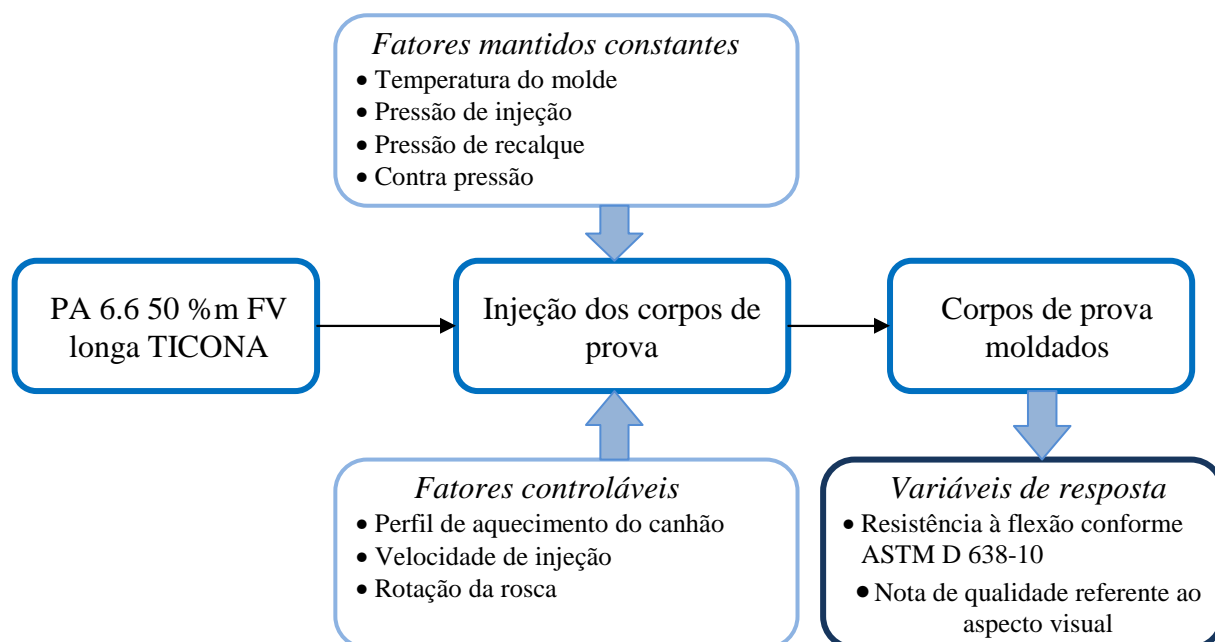 Fatores mantidos constantes
• Temperatura do molde
• Pressão de injeção
• Pressão de recalque
• Contra pressão
PA 6.6 50 %m FV
longa TICONA
Injeção dos corpos de
prova
Corpos de prova
moldados
Fatores controláveis
• Perfil de aquecimento do canhão
• Velocidade de injeção
• Rotação da rosca
Variáveis de resposta
• Resistência à flexão conforme
ASTM D 638-10
• Nota de qualidade referente ao
aspecto visual